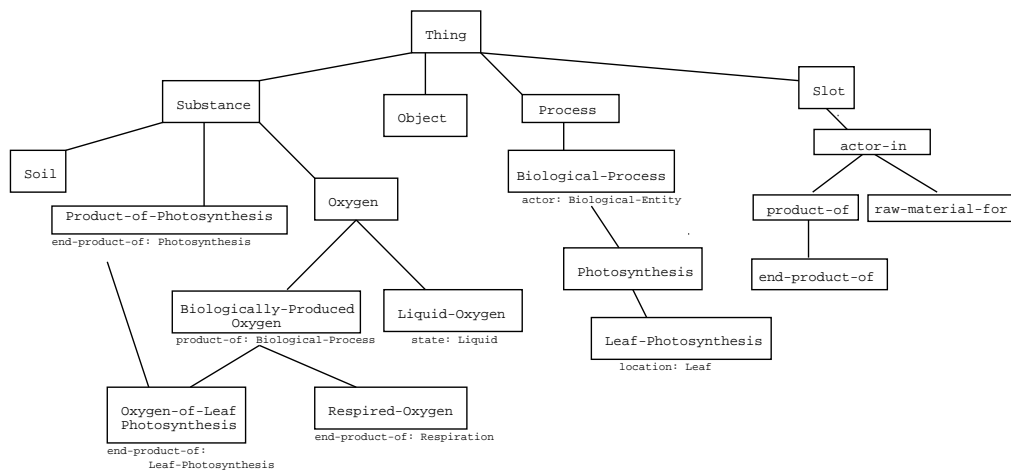 Thing
Slot
Substance
Object
Process
actor-in
Soil
Biological-Process
actor: Biological-Entity
Oxygen
Product-of-Photosynthesis
end-product-of: Photosynthesis
product-of
raw-material-for
Photosynthesis
end-product-of
Biologically-Produced
Oxygen
product-of: Biological-Process
Liquid-Oxygen
state: Liquid
Leaf-Photosynthesis
location: Leaf
Oxygen-of-Leaf
Photosynthesis
end-product-of:
Leaf-Photosynthesis
Respired-Oxygen
end-product-of: Respiration